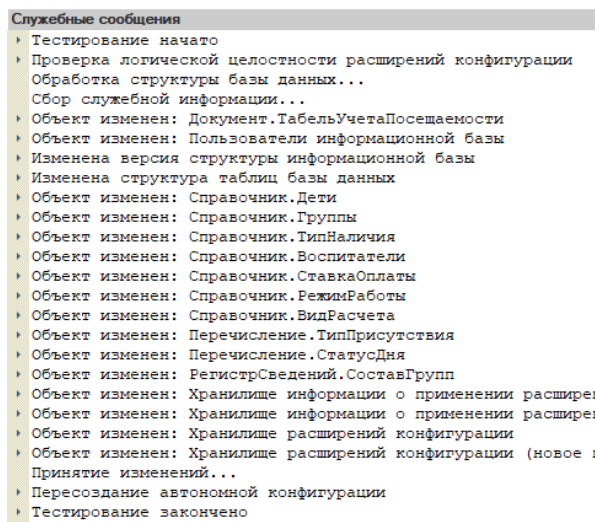 Служебные сообщения
Тестирование начато
Проверка логической целостности расширений конфигурации
Обработка структуры базы данных...
Сбор служебной информации...
Объект изменен: Документ.ТабельУчетаПосещаемости
Объект изменен: Пользователи информационной базы
Изменена версия структуры информационной базы
Изменена структура таблиц базы данных
Объект изменен: Справочник.Дети
Объект изменен: Справочник.Группы
Объект изменен: Справочник.ТипНаличия
Объект изменен: Справочник.Воспитатели
Объект изменен: Справочник.СтавкаОплаты
Объект изменен: Справочник.РежимРаботы
Объект изменен: Справочник.ВидРасчета
Объект изменен: Перечисление.ТипПрисутствия
Объект изменен: Перечисление.СтатусДня
Объект изменен: РегистрСведений.СоставГрупп
Объект изменен: Хранилище информации о применении расшире
Объект изменен: Хранилище информации о применении расшире
Объект изменен: Хранилище расширений конфигурации
Объект изменен: Хранилище расширений конфигурации (новое
Принятие изменений...
Пересоздание автономной конфигурации
Тестирование закончено